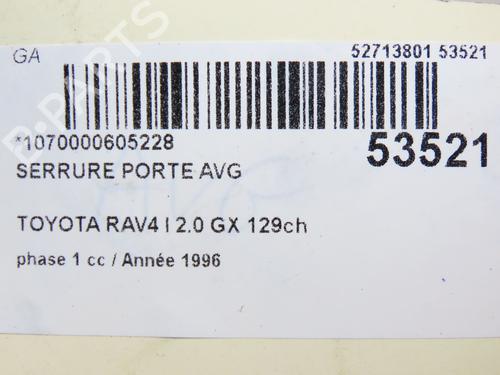 GA
52713801 53521
*1070000605228
53521
SERRURE PORTE AVG
TOYOTA RAV4 I 2.0 GX 129ch
phase 1 cc / Année 1996
B-PARTS